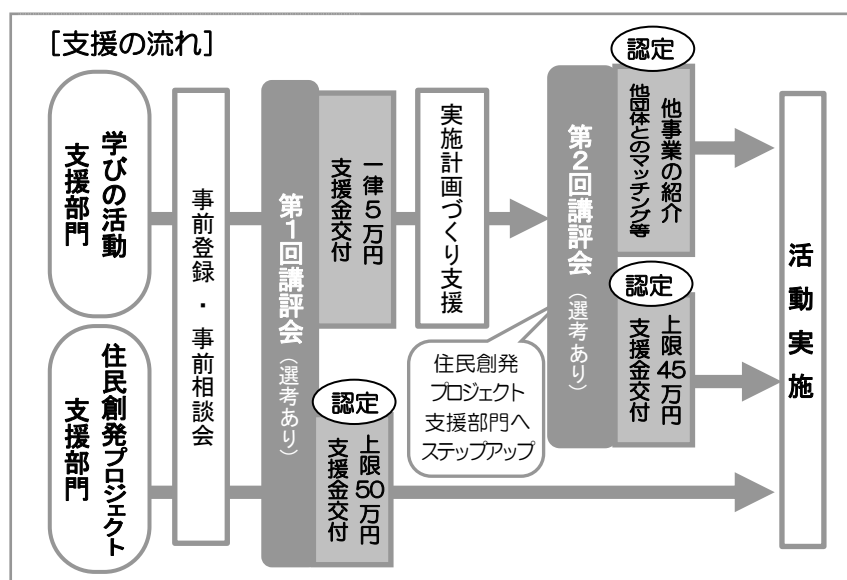 ［支援の流れ］
学びの活動
支援部門
住民創発プロジェクト
支援部門
事前登録・事前相談会
第1回講評会（選考あり）
一律5万円
支援金交付
認定
上限50万円
支援金交付
実施計画づくり支援
第2回講評会（選考あり）
住民創発
プロジェクト
支援部門へ
ステップアップ
認定
他事業の紹介
他団体とのマッチング等
認定
上限45万円
支援金交付
活動実施